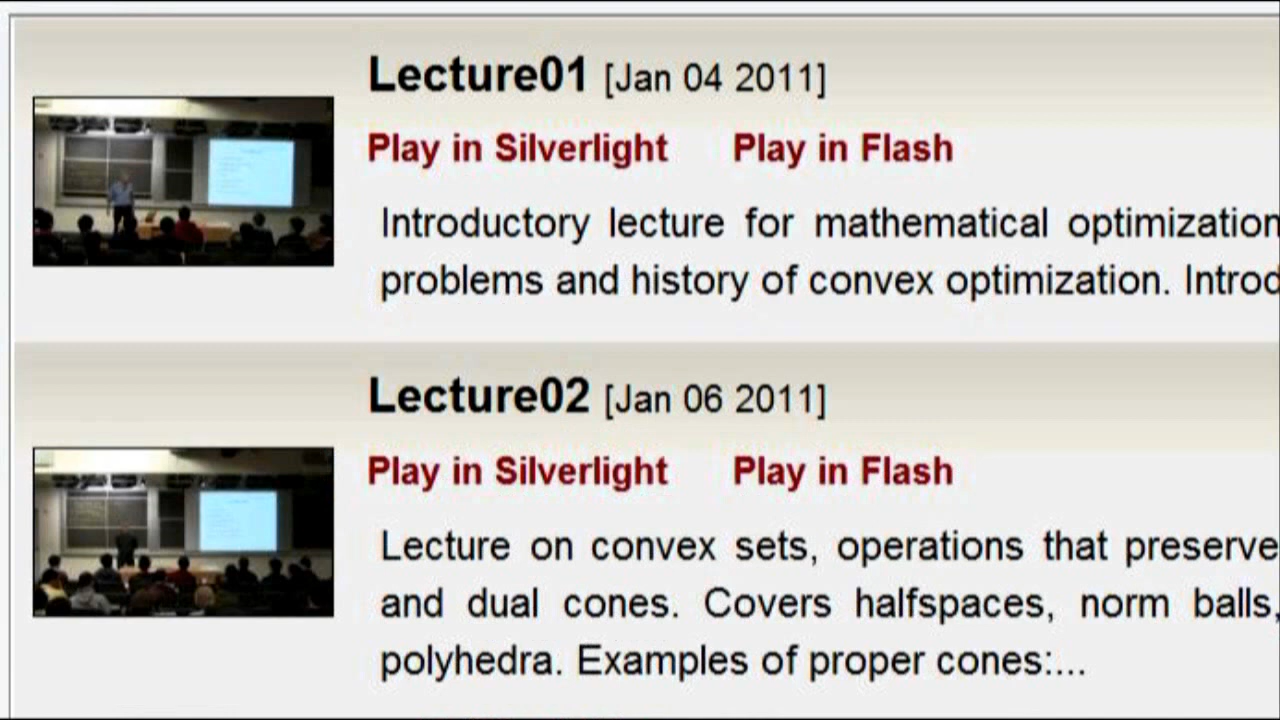 Lecture01 [Jan 04 2011]
Play in Silverlight Play in Flash
Introductory lecture for mathematical optimization
problems and history of convex optimization. Introd
Lecture02 [Jan 06 2011]
Play in Silverlight Play in Flash
Lecture on convex sets, operations that preserve
and dual cones. Covers halfspaces, norm balls,
polyhedra. Examples of proper cones:...